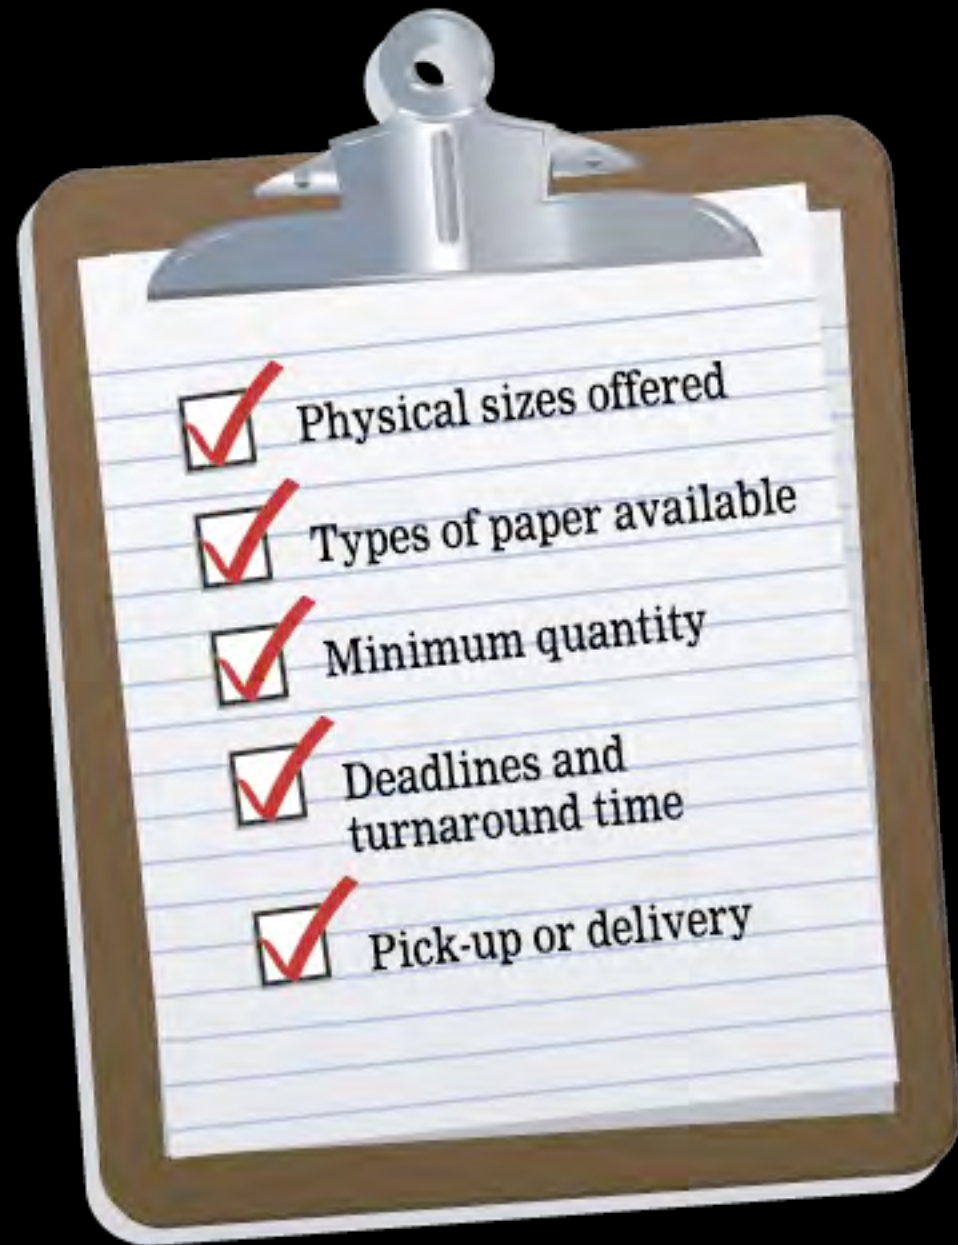 Physical sizes offered
Types of paper available
Minimum quantity
Deadlines and
turnaround time
Pick-up or delivery